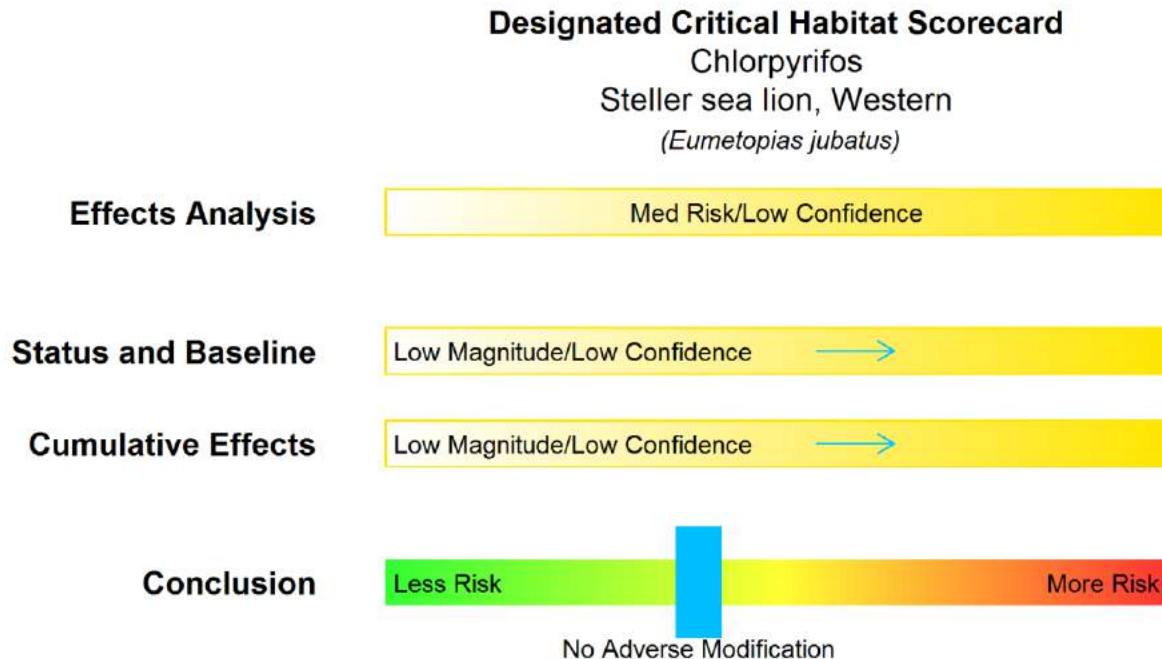 Designated Critical Habitat Scorecard
Chlorpyrifos
Steller sea lion, Western
(Eumetopias jubatus)
Effects Analysis
Med Risk/Low Confidence
Status and Baseline
Low Magnitude/Low Confidence
Cumulative Effects
Low Magnitude/Low Confidence
Conclusion
Less Risk
More Risk
No Adverse Modification